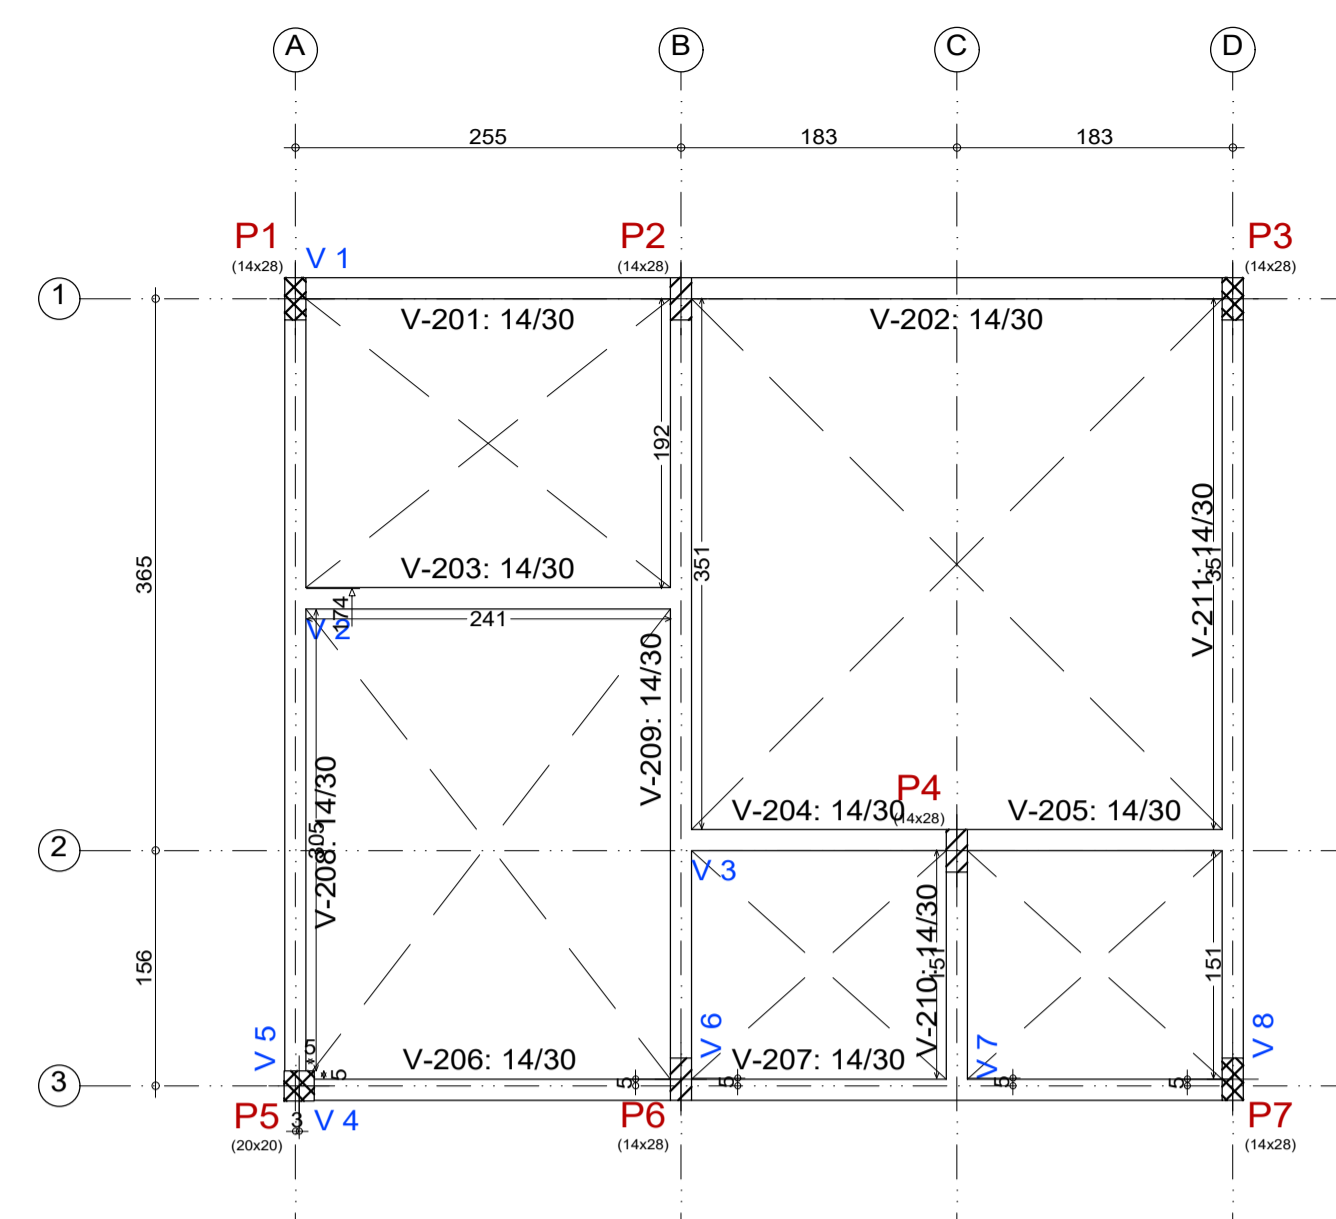 A B C D
255 183 183
P1 P2 P3
(14x28) V 1 (14x28) (14x28)
1
V-201: 14/30 V-202: 14/30
192
365
351
351
V-211: 14/30
V-203: 14/30
174
V 2
241
V-209: 14/30
V-208: 14/30
305
P4
(14x28)
V-204: 14/30 V-205: 14/30
2
V 3
156
151
V-210: 14/30
151
V 5
V 6
V 7
V 8
5
5
V-206: 14/30 V-207: 14/30
3
5
5
5
5
P5 V 4 P6 P7
3
(20x20) (14x28) (14x28)